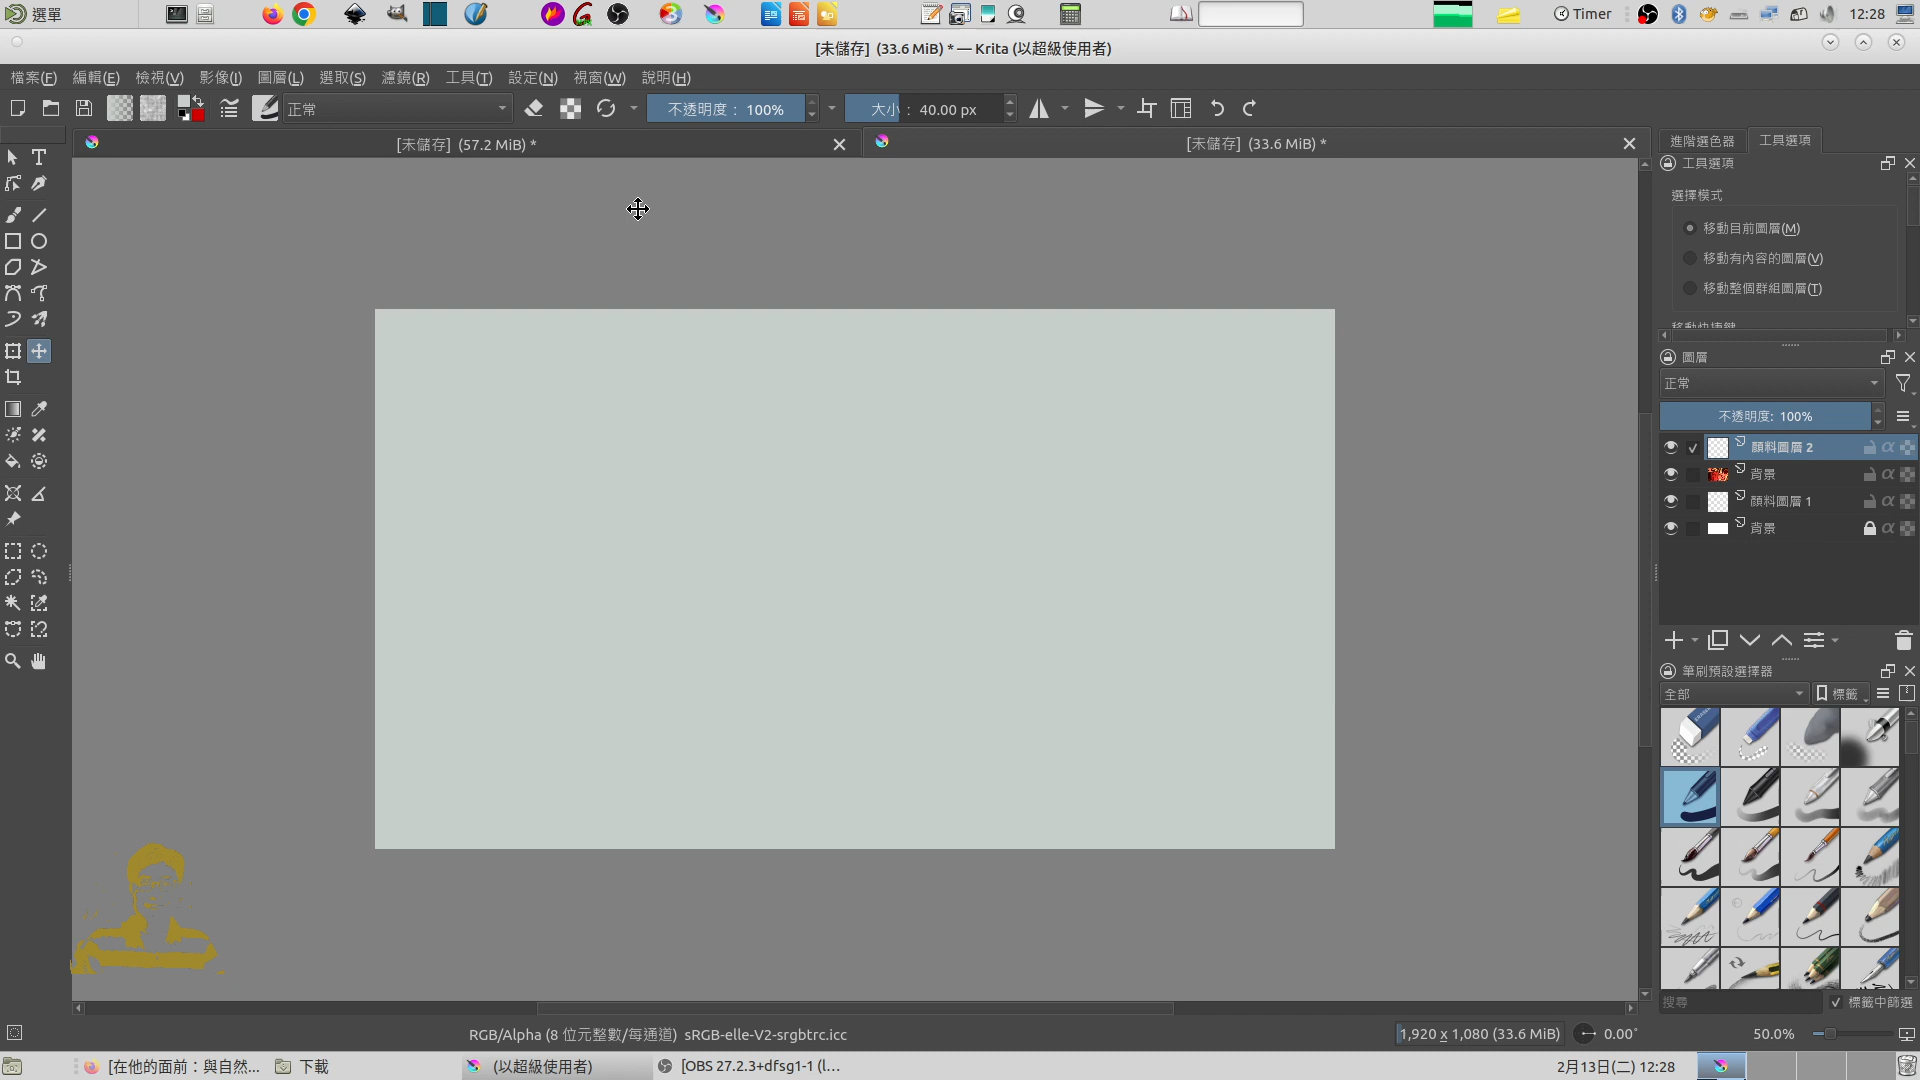 選單
Timer
12:28
[未儲存] (33.6 MiB) * — Krita (以超級使用者)
檔案(F) 編輯(E) 檢視(V) 影像(I) 圖層(L) 選取(S) 濾鏡(R) 工具(T) 設定(N) 視窗(W) 說明(H)
正常
不透明度： 100%
大小： 40.00 px
[未儲存] (57.2 MiB) *
[未儲存] (33.6 MiB) *
進階選色器
工具選項
工具選項
選擇模式
移動目前圖層(M)
移動有內容的圖層(V)
移動整個群組圖層(T)
移動快捷鍵
圖層
正常
不透明度: 100%
顏料圖層 2
背景
顏料圖層 1
背景
筆刷預設選擇器
全部
標籤
搜尋
標籤中篩選
RGB/Alpha (8 位元整數/每通道) sRGB-elle-V2-srgbtrc.icc
1,920 x 1,080 (33.6 MiB)
0.00°
50.0%
[在他的面前：與自然...
下載
(以超級使用者)
[OBS 27.2.3+dfsg1-1 (l...
2月13日(二) 12:28